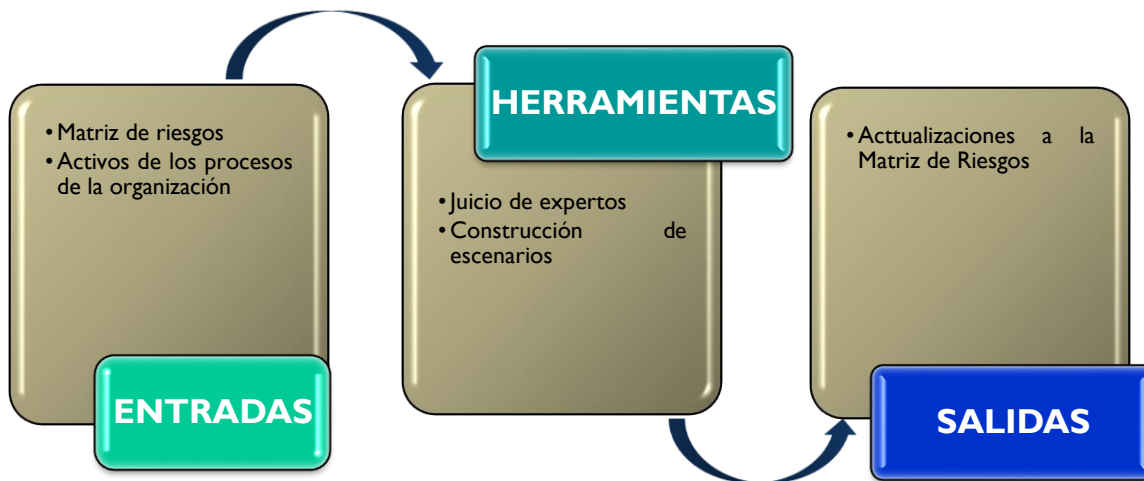 • Matriz de riesgos
• Activos de los procesos
de la organización
ENTRADAS
HERRAMIENTAS
• Juicio de expertos
• Construcción de
escenarios
• Acttualizaciones a la
Matriz de Riesgos
SALIDAS